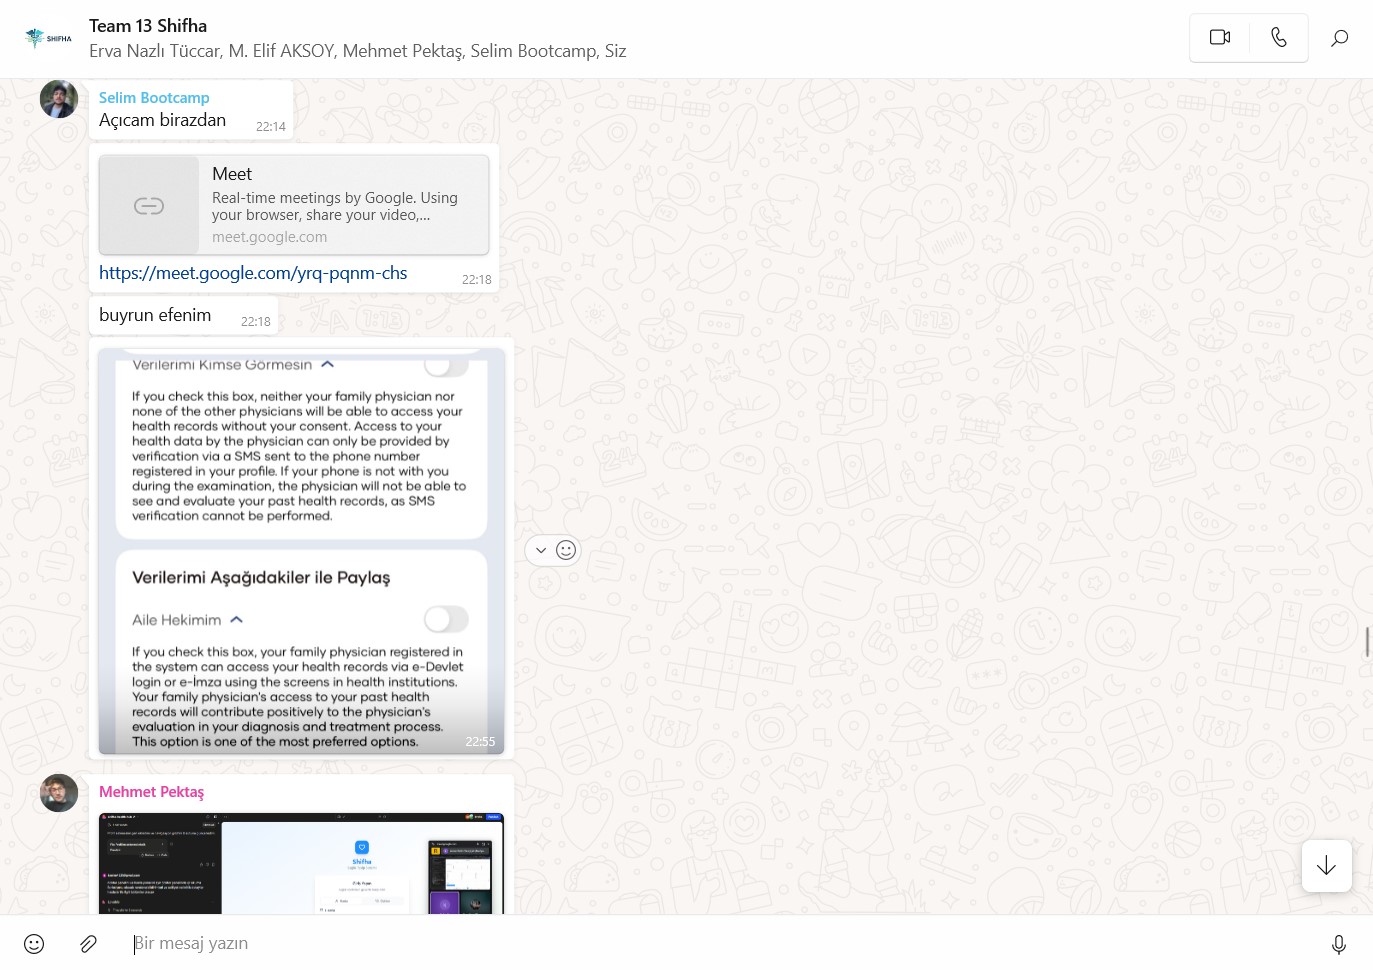 SHIFHA
Team 13 Shifha
Erva Nazlı Tüccar, M. Elif AKSOY, Mehmet Pektaş, Selim Bootcamp, Siz
Selim Bootcamp
Açıcam birazdan
22:14
Meet
Real-time meetings by Google. Using
your browser, share your video,...
meet.google.com
https://meet.google.com/yrq-pqnm-chs
22:18
buyrun efenim
22:18
Verilerimi Kimse Görmesin
If you check this box, neither your family physician nor
none of the other physicians will be able to access your
health records without your consent. Access to your
health data by the physician can only be provided by
verification via a SMS sent to the phone number
registered in your profile. If your phone is not with you
during the examination, the physician will not be able to
see and evaluate your past health records, as SMS
verification cannot be performed.
Verilerimi Aşağıdakiler ile Paylaş
Aile Hekimim
If you check this box, your family physician registered in
the system can access your health records via e-Devlet
login or e-İmza using the screens in health institutions.
Your family physician's access to your past health
records will contribute positively to the physician's
evaluation in your diagnosis and treatment process.
This option is one of the most preferred options.
22:55
Mehmet Pektaş
Shifha
Bir mesaj yazın